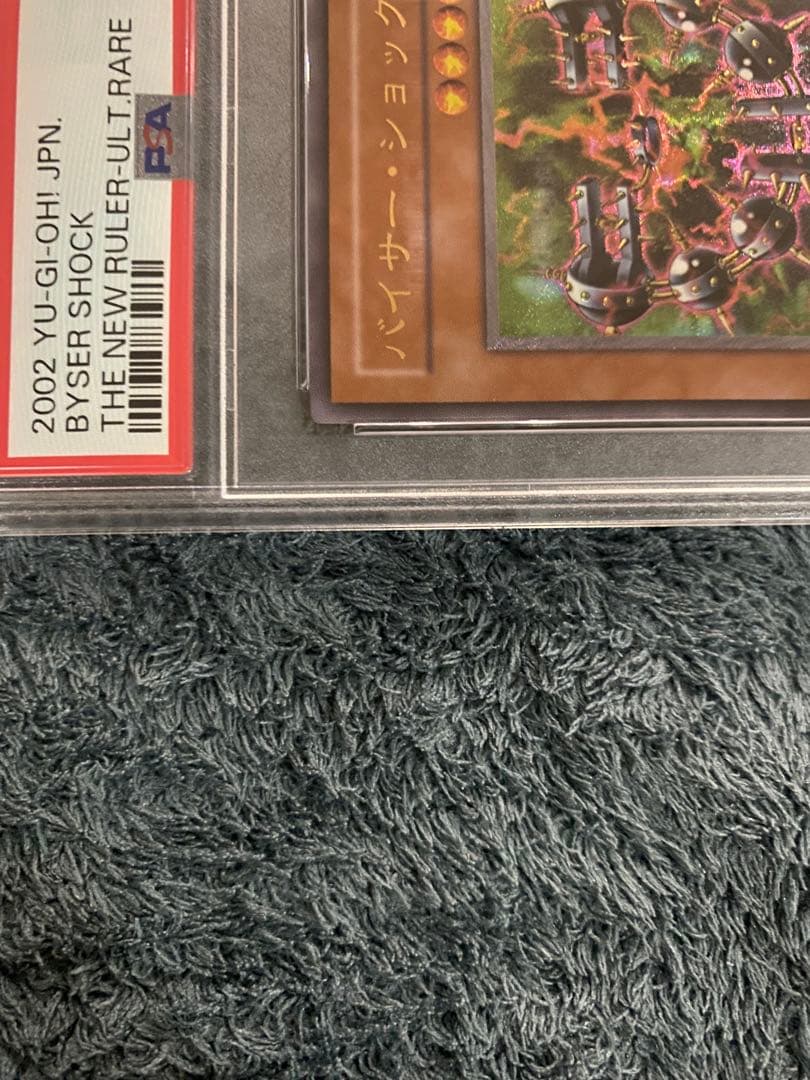 2002 YU-GI-OH! JPN.
BYSER SHOCK
THE NEW RULER-ULT.RARE
PSA
バイサー・ショック